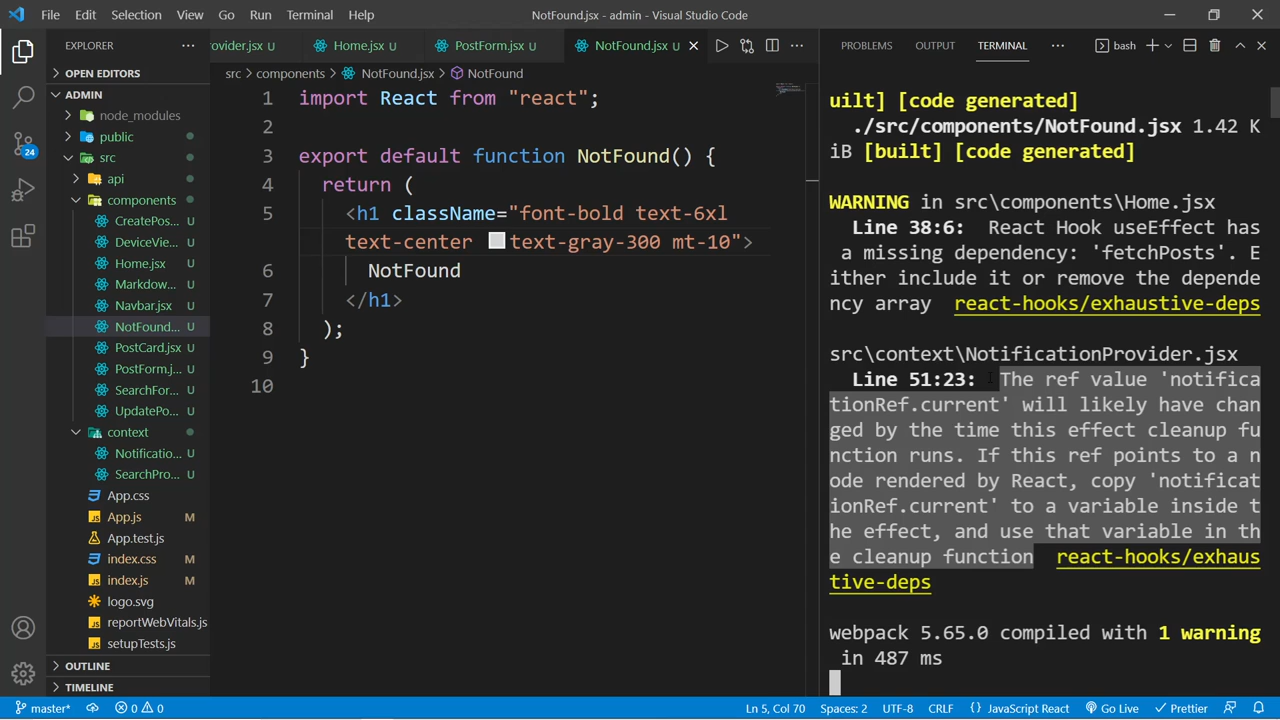 File Edit Selection View Go Run Terminal Help NotFound.jsx - admin - Visual Studio Code
EXPLORER
OPEN EDITORS
ADMIN
node_modules
public
src
api
components
CreatePos... U
DeviceVie... U
Home.jsx U
Markdow... U
Navbar.jsx U
NotFound... U
PostCard.jsx U
PostForm.j... U
SearchFor... U
UpdatePo... U
context
Notificatio... U
SearchPro... U
App.css
App.js M
App.test.js
index.css M
index.js M
logo.svg
reportWebVitals.js
setupTests.js
OUTLINE
TIMELINE
rovider.jsx U Home.jsx U PostForm.jsx U NotFound.jsx U
src > components > NotFound.jsx > NotFound
1 import React from "react";
2
3 export default function NotFound() {
4 return (
5 <h1 className="font-bold text-6xl
text-center text-gray-300 mt-10">
6 NotFound
7 </h1>
8 );
9 }
10
PROBLEMS OUTPUT TERMINAL bash
uilt] [code generated]
./src/components/NotFound.jsx 1.42 K
iB [built] [code generated]
WARNING in src\components\Home.jsx
Line 38:6: React Hook useEffect has
a missing dependency: 'fetchPosts'. E
ither include it or remove the depende
ncy array react-hooks/exhaustive-deps
src\context\NotificationProvider.jsx
Line 51:23: The ref value 'notifica
tionRef.current' will likely have chan
ged by the time this effect cleanup fu
nction runs. If this ref points to a n
ode rendered by React, copy 'notificat
ionRef.current' to a variable inside t
he effect, and use that variable in th
e cleanup function react-hooks/exhaus
tive-deps
webpack 5.65.0 compiled with 1 warning
in 487 ms
24
master* 0 0 Ln 5, Col 70 Spaces: 2 UTF-8 CRLF JavaScript React Go Live Prettier